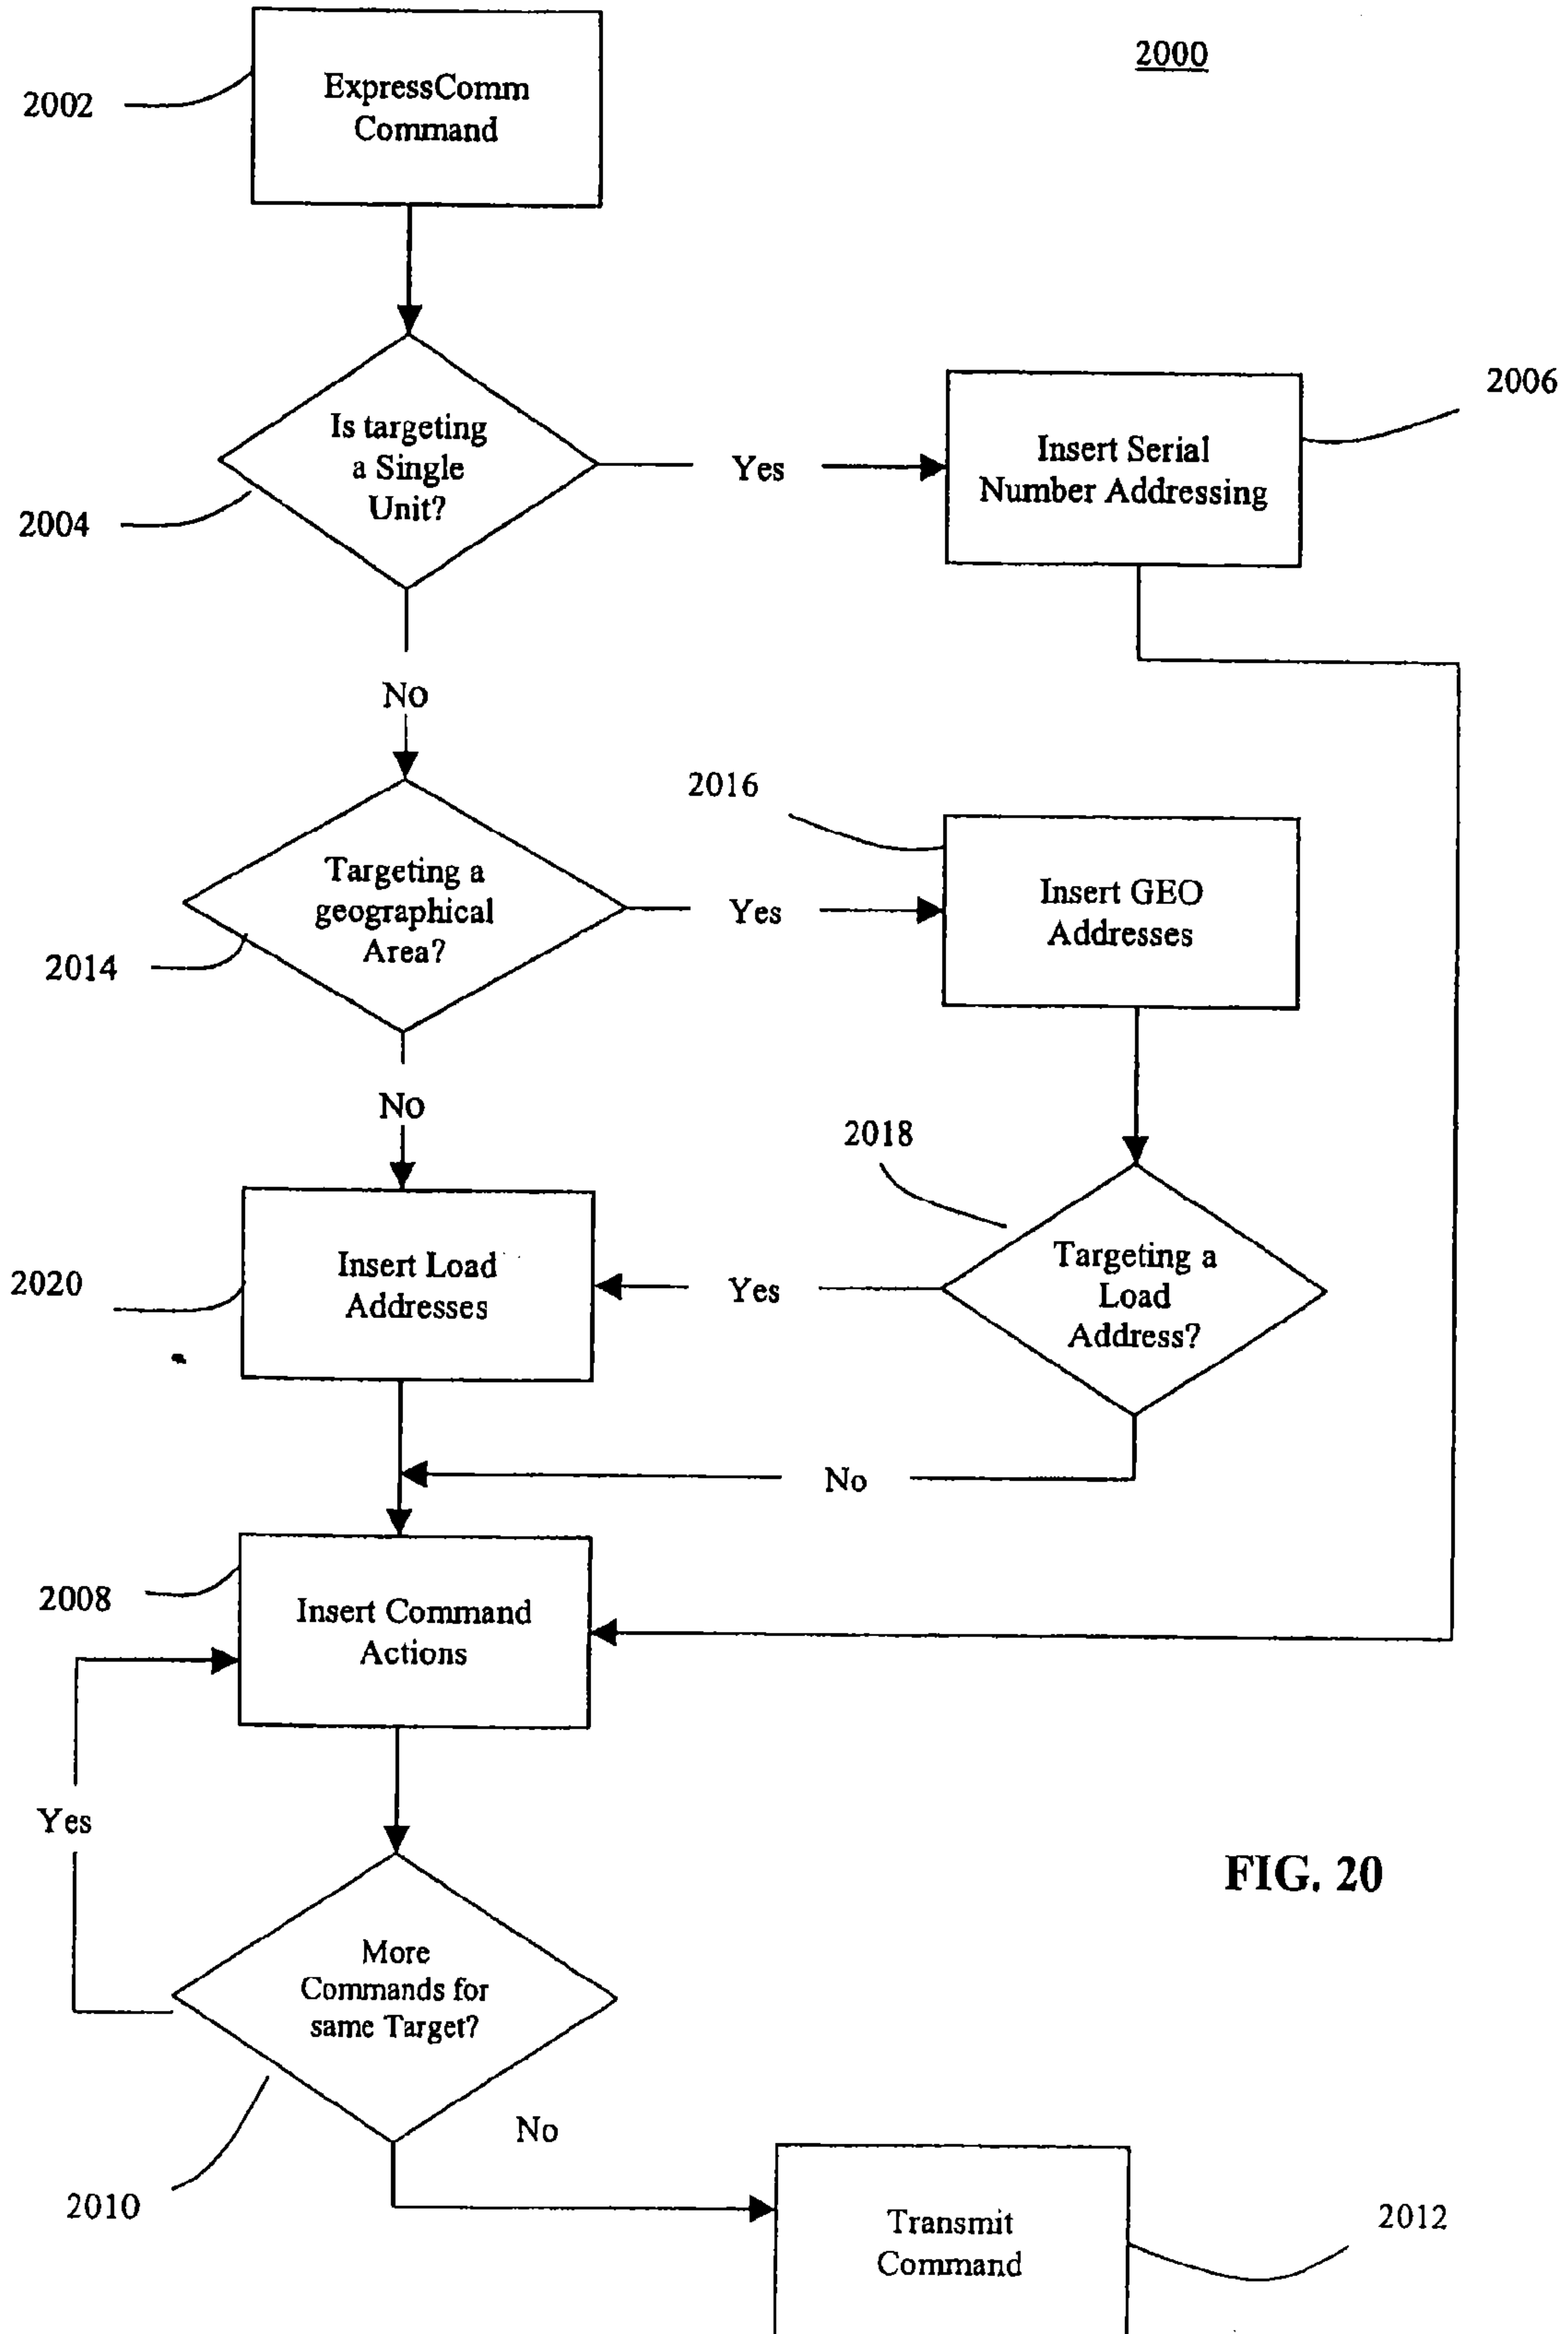 2000
ExpressComm
Command
2002
Is targeting
a Single
Unit?
2004
Yes
Insert Serial
Number Addressing
2006
No
Targeting a
geographical
Area?
2014
Yes
2016
Insert GEO
Addresses
No
2018
Targeting a
Load
Address?
Yes
Insert Load
Addresses
2020
No
2008
Insert Command
Actions
Yes
More
Commands for
same Target?
2010
No
Transmit
Command
2012
FIG. 20